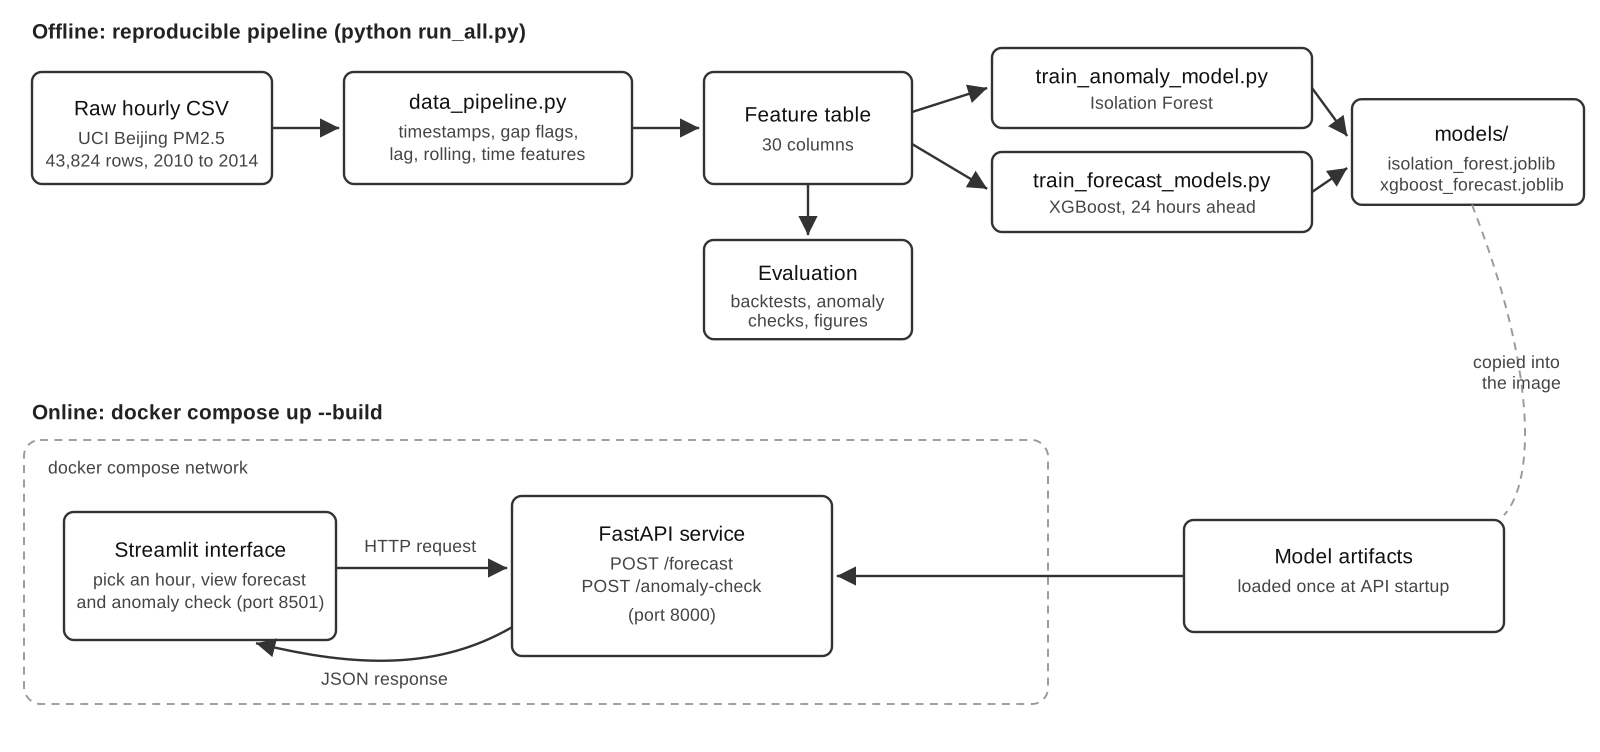 Offline: reproducible pipeline (python run_all.py)
Raw hourly CSV
UCI Beijing PM2.5
43,824 rows, 2010 to 2014
data_pipeline.py
timestamps, gap flags,
lag, rolling, time features
Feature table
30 columns
train_anomaly_model.py
Isolation Forest
train_forecast_models.py
XGBoost, 24 hours ahead
models/
isolation_forest.joblib
xgboost_forecast.joblib
Evaluation
backtests, anomaly
checks, figures
copied into
the image
Online: docker compose up --build
docker compose network
Streamlit interface
pick an hour, view forecast
and anomaly check (port 8501)
HTTP request
FastAPI service
POST /forecast
POST /anomaly-check
(port 8000)
JSON response
Model artifacts
loaded once at API startup